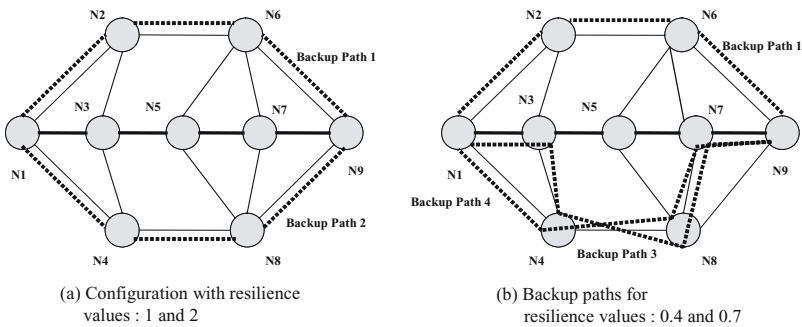 N2
N6
Backup Path 1
N3
N5
N7
N1
N9
Backup Path 2
N4
N8
(a) Configuration with resilience
values : 1 and 2
N2
N6
Backup Path 1
N3
N5
N7
N1
N9
Backup Path 4
Backup Path 3
N4
N8
(b) Backup paths for
resilience values : 0.4 and 0.7